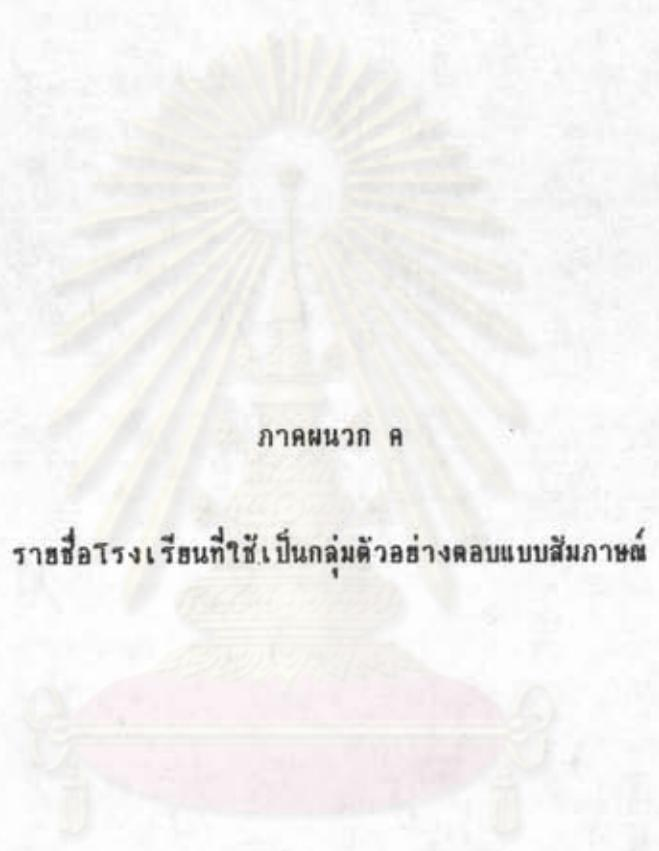 ภาคผนวก ค
รายชื่อโรงเรียนที่ใช้เป็นกลุ่มตัวอย่างตอบแบบสัมภาษณ์